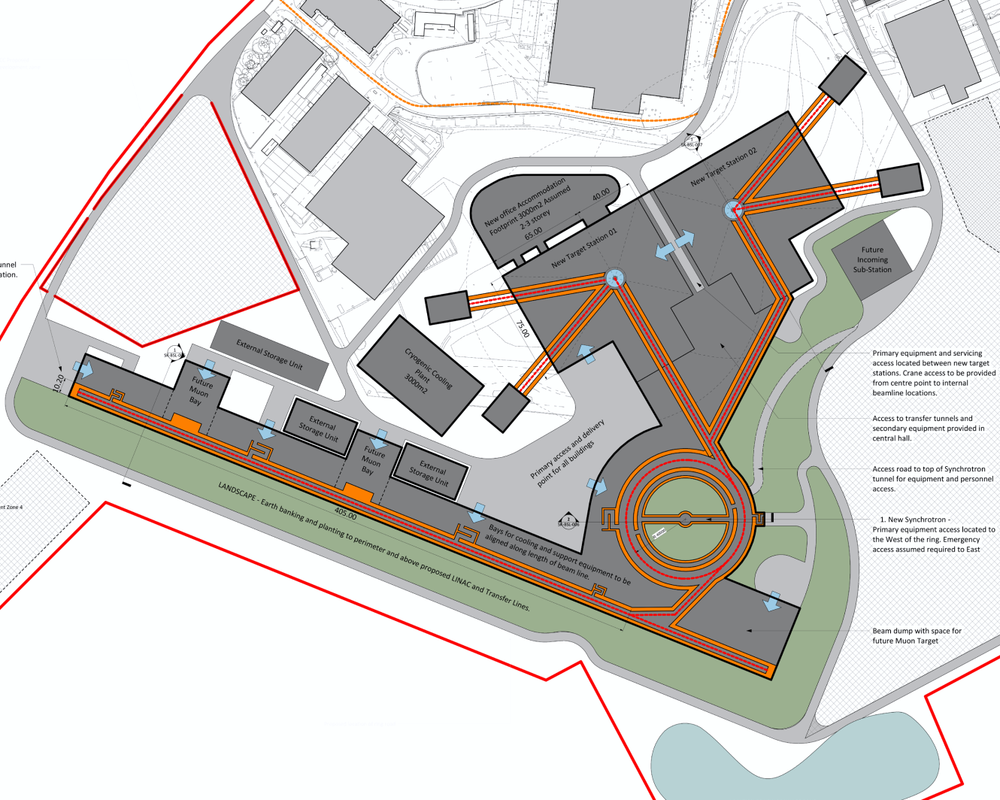 New Target Station 02
New office Accommodation
Footprint 3000m2 Assumed
2-3 storey
65.00
40.00
New Target Station 01
Future
Incoming
Sub-Station
unnel
ation.
75.00
External Storage Unit
Cryogenic Cooling
Plant
3000m2
10.20
Future
Muon
Bay
External
Storage Unit
Future
Muon
Bay
External
Storage Unit
Primary access and delivery
point for all buildings
Primary equipment and servicing
access located between new target
stations. Crane access to be provided
from centre point to internal
beamline locations.
Access to transfer tunnels and
secondary equipment provided in
central hall.
Access road to top of Synchrotron
tunnel for equipment and personnel
access.
1. New Synchrotron -
Primary equipment access located to
the West of the ring. Emergency
access assumed required to East
nt Zone 4
LANDSCAPE - Earth banking and planting to perimeter and above proposed LINAC and Transfer Lines.
405.00
Bays for cooling and support equipment to be
aligned along length of beam line.
Beam dump with space for
future Muon Target